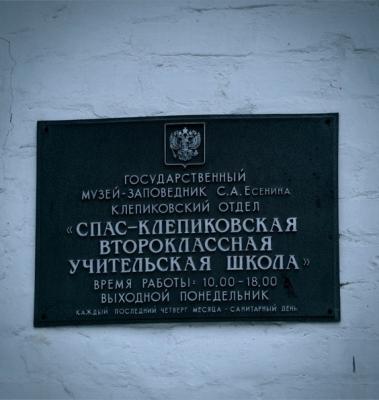 ГОСУДАРСТВЕННЫЙ
МУЗЕЙ-ЗАПОВЕДНИК С.А.ЕСЕНИНА
КЛЕПИКОВСКИЙ ОТДЕЛ
«СПАС-КЛЕПИКОВСКАЯ
ВТОРОКЛАССНАЯ
УЧИТЕЛЬСКАЯ ШКОЛА»
ВРЕМЯ РАБОТЫ: 10.00-18.00
ВЫХОДНОЙ ПОНЕДЕЛЬНИК
КАЖДЫЙ ПОСЛЕДНИЙ ЧЕТВЕРГ МЕСЯЦА - САНИТАРНЫЙ ДЕНЬ